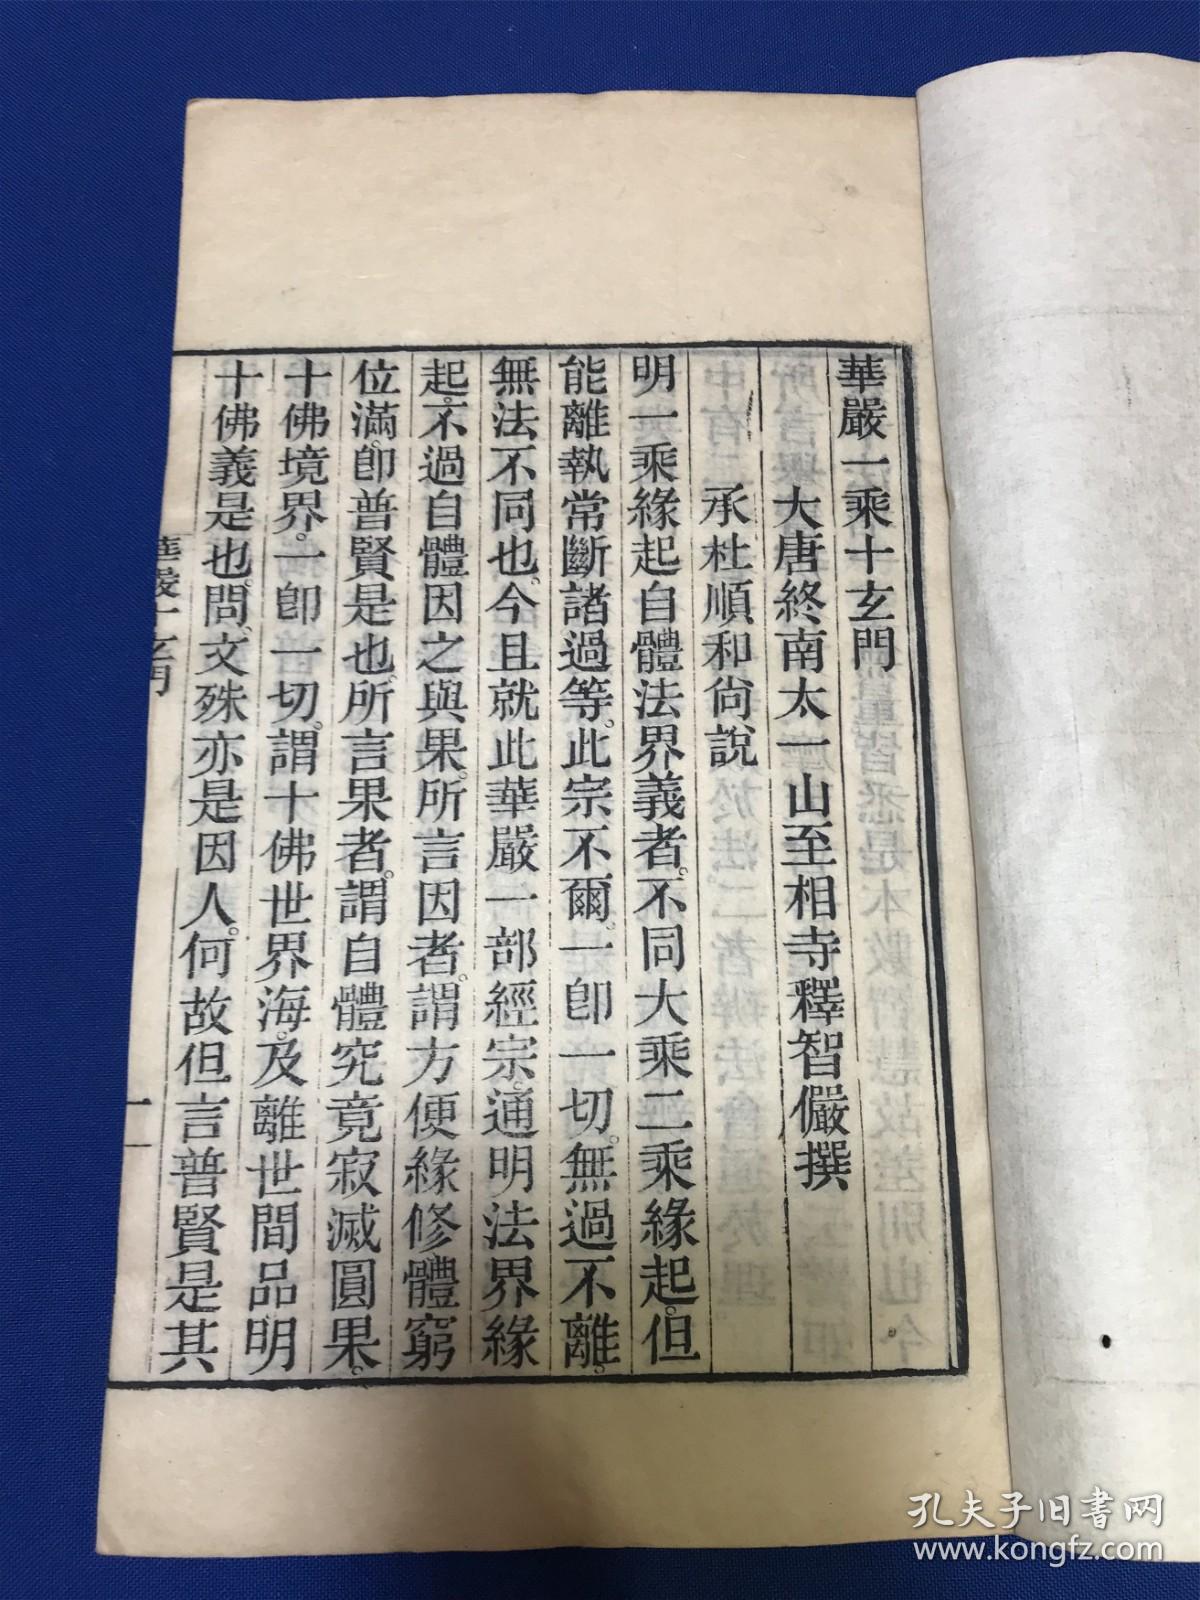 華嚴一乘十玄門
大唐終南太一山至相寺釋智儼撰
承杜順和尙說
明一乘緣起自體法界義者。不同大乘二乘緣起。但
能離執常斷諸過等。此宗不爾。一卽一切。無過不離。
無法不同也。今且就此華嚴一部經宗。通明法界緣
起。不過自體因之與果。所言因者。謂方便緣修體窮
位滿。卽普賢是也。所言果者。謂自體究竟寂滅圓果。
十佛境界。一卽一切。謂十佛世界海。及離世間品。明
十佛義是也。問。文殊亦是因人。何故但言普賢是其
華嚴十玄門
一
孔夫子旧书网
www.kongfz.com